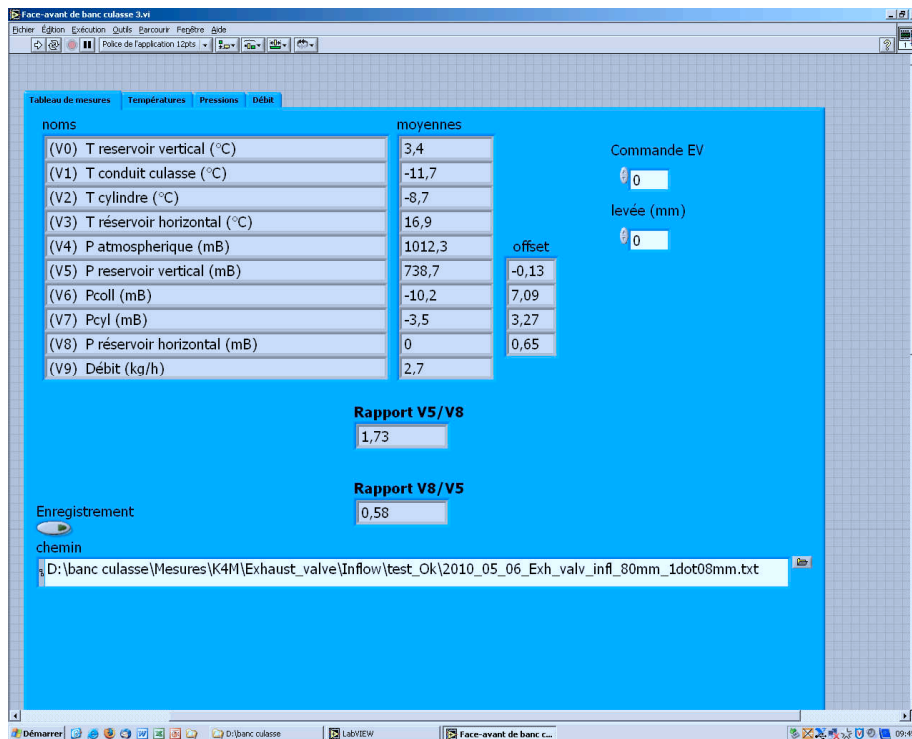 Face-avant de banc culasse 3.vi
Fichier Édition Exécution Outils Parcourir Fenêtre Aide
Police de l'application 12pts
Tableau de mesures Températures Pressions Débit
noms moyennes
(V0) T reservoir vertical (°C) 3,4
(V1) T conduit culasse (°C) -11,7
(V2) T cylindre (°C) -8,7
(V3) T réservoir horizontal (°C) 16,9
(V4) P atmospherique (mB) 1012,3 offset
(V5) P reservoir vertical (mB) 738,7 -0,13
(V6) Pcoll (mB) -10,2 7,09
(V7) Pcyl (mB) -3,5 3,27
(V8) P réservoir horizontal (mB) 0 0,65
(V9) Débit (kg/h) 2,7
Commande EV
0
levée (mm)
0
Rapport V5/V8
1,73
Rapport V8/V5
0,58
Enregistrement
chemin
D:\banc culasse\Mesures\K4M\Exhaust_valve\Inflow\test_Ok\2010_05_06_Exh_valv_infl_80mm_1dot08mm.txt
Démarrer D:\banc culasse LabVIEW Face-avant de banc c...